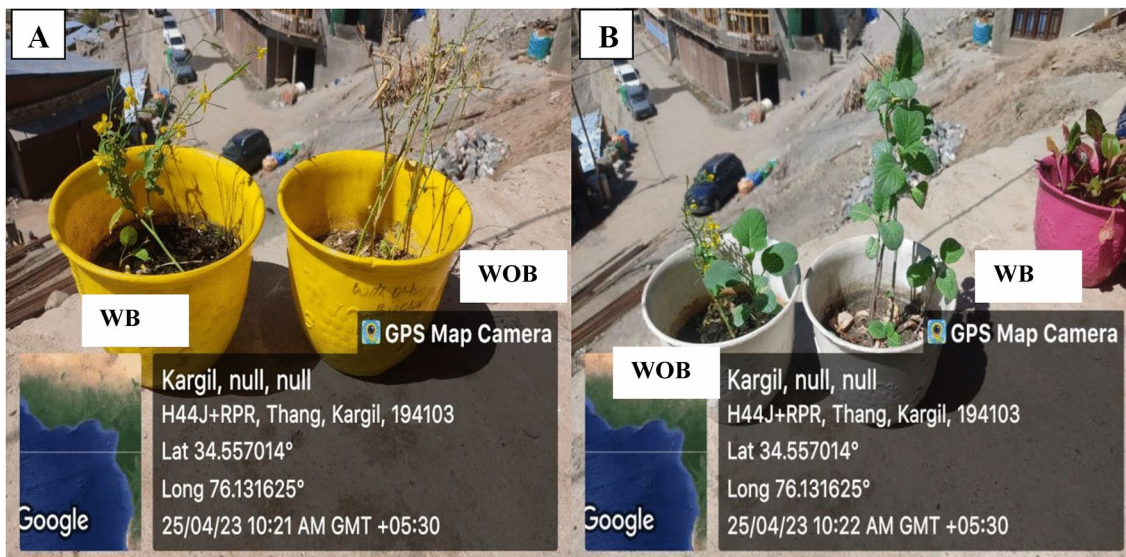 A
WB
WOB
With out
GPS Map Camera
Kargil, null, null
H44J+RPR, Thang, Kargil, 194103
Lat 34.557014°
Long 76.131625°
25/04/23 10:21 AM GMT +05:30
Google
B
WB
WOB
GPS Map Camera
Kargil, null, null
H44J+RPR, Thang, Kargil, 194103
Lat 34.557014°
Long 76.131625°
25/04/23 10:22 AM GMT +05:30
Google